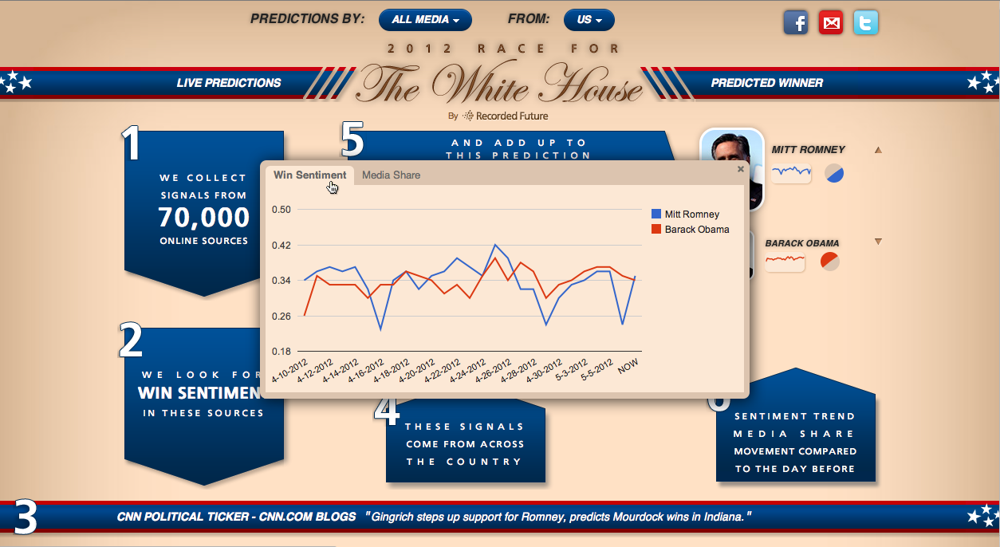 PREDICTIONS BY:
ALL MEDIA
FROM:
US
2012 RACE FOR
The White House
By Recorded Future
LIVE PREDICTIONS
PREDICTED WINNER
1
WE COLLECT
SIGNALS FROM
70,000
ONLINE SOURCES
5
AND ADD UP TO
THIS PREDICTION
MITT ROMNEY
BARACK OBAMA
Win Sentiment
Media Share
×
0.50
0.42
0.34
0.26
0.18
4-10-2012
4-12-2012
4-14-2012
4-16-2012
4-18-2012
4-20-2012
4-22-2012
4-24-2012
4-26-2012
4-28-2012
4-30-2012
5-3-2012
5-5-2012
NOW
Mitt Romney
Barack Obama
2
WE LOOK FOR
WIN SENTIMEN
IN THESE SOURCES
4
THESE SIGNALS
COME FROM ACROSS
THE COUNTRY
6
SENTIMENT TREND
MEDIA SHARE
MOVEMENT COMPARED
TO THE DAY BEFORE
3
CNN POLITICAL TICKER - CNN.COM BLOGS "Gingrich steps up support for Romney, predicts Mourdock wins in Indiana."